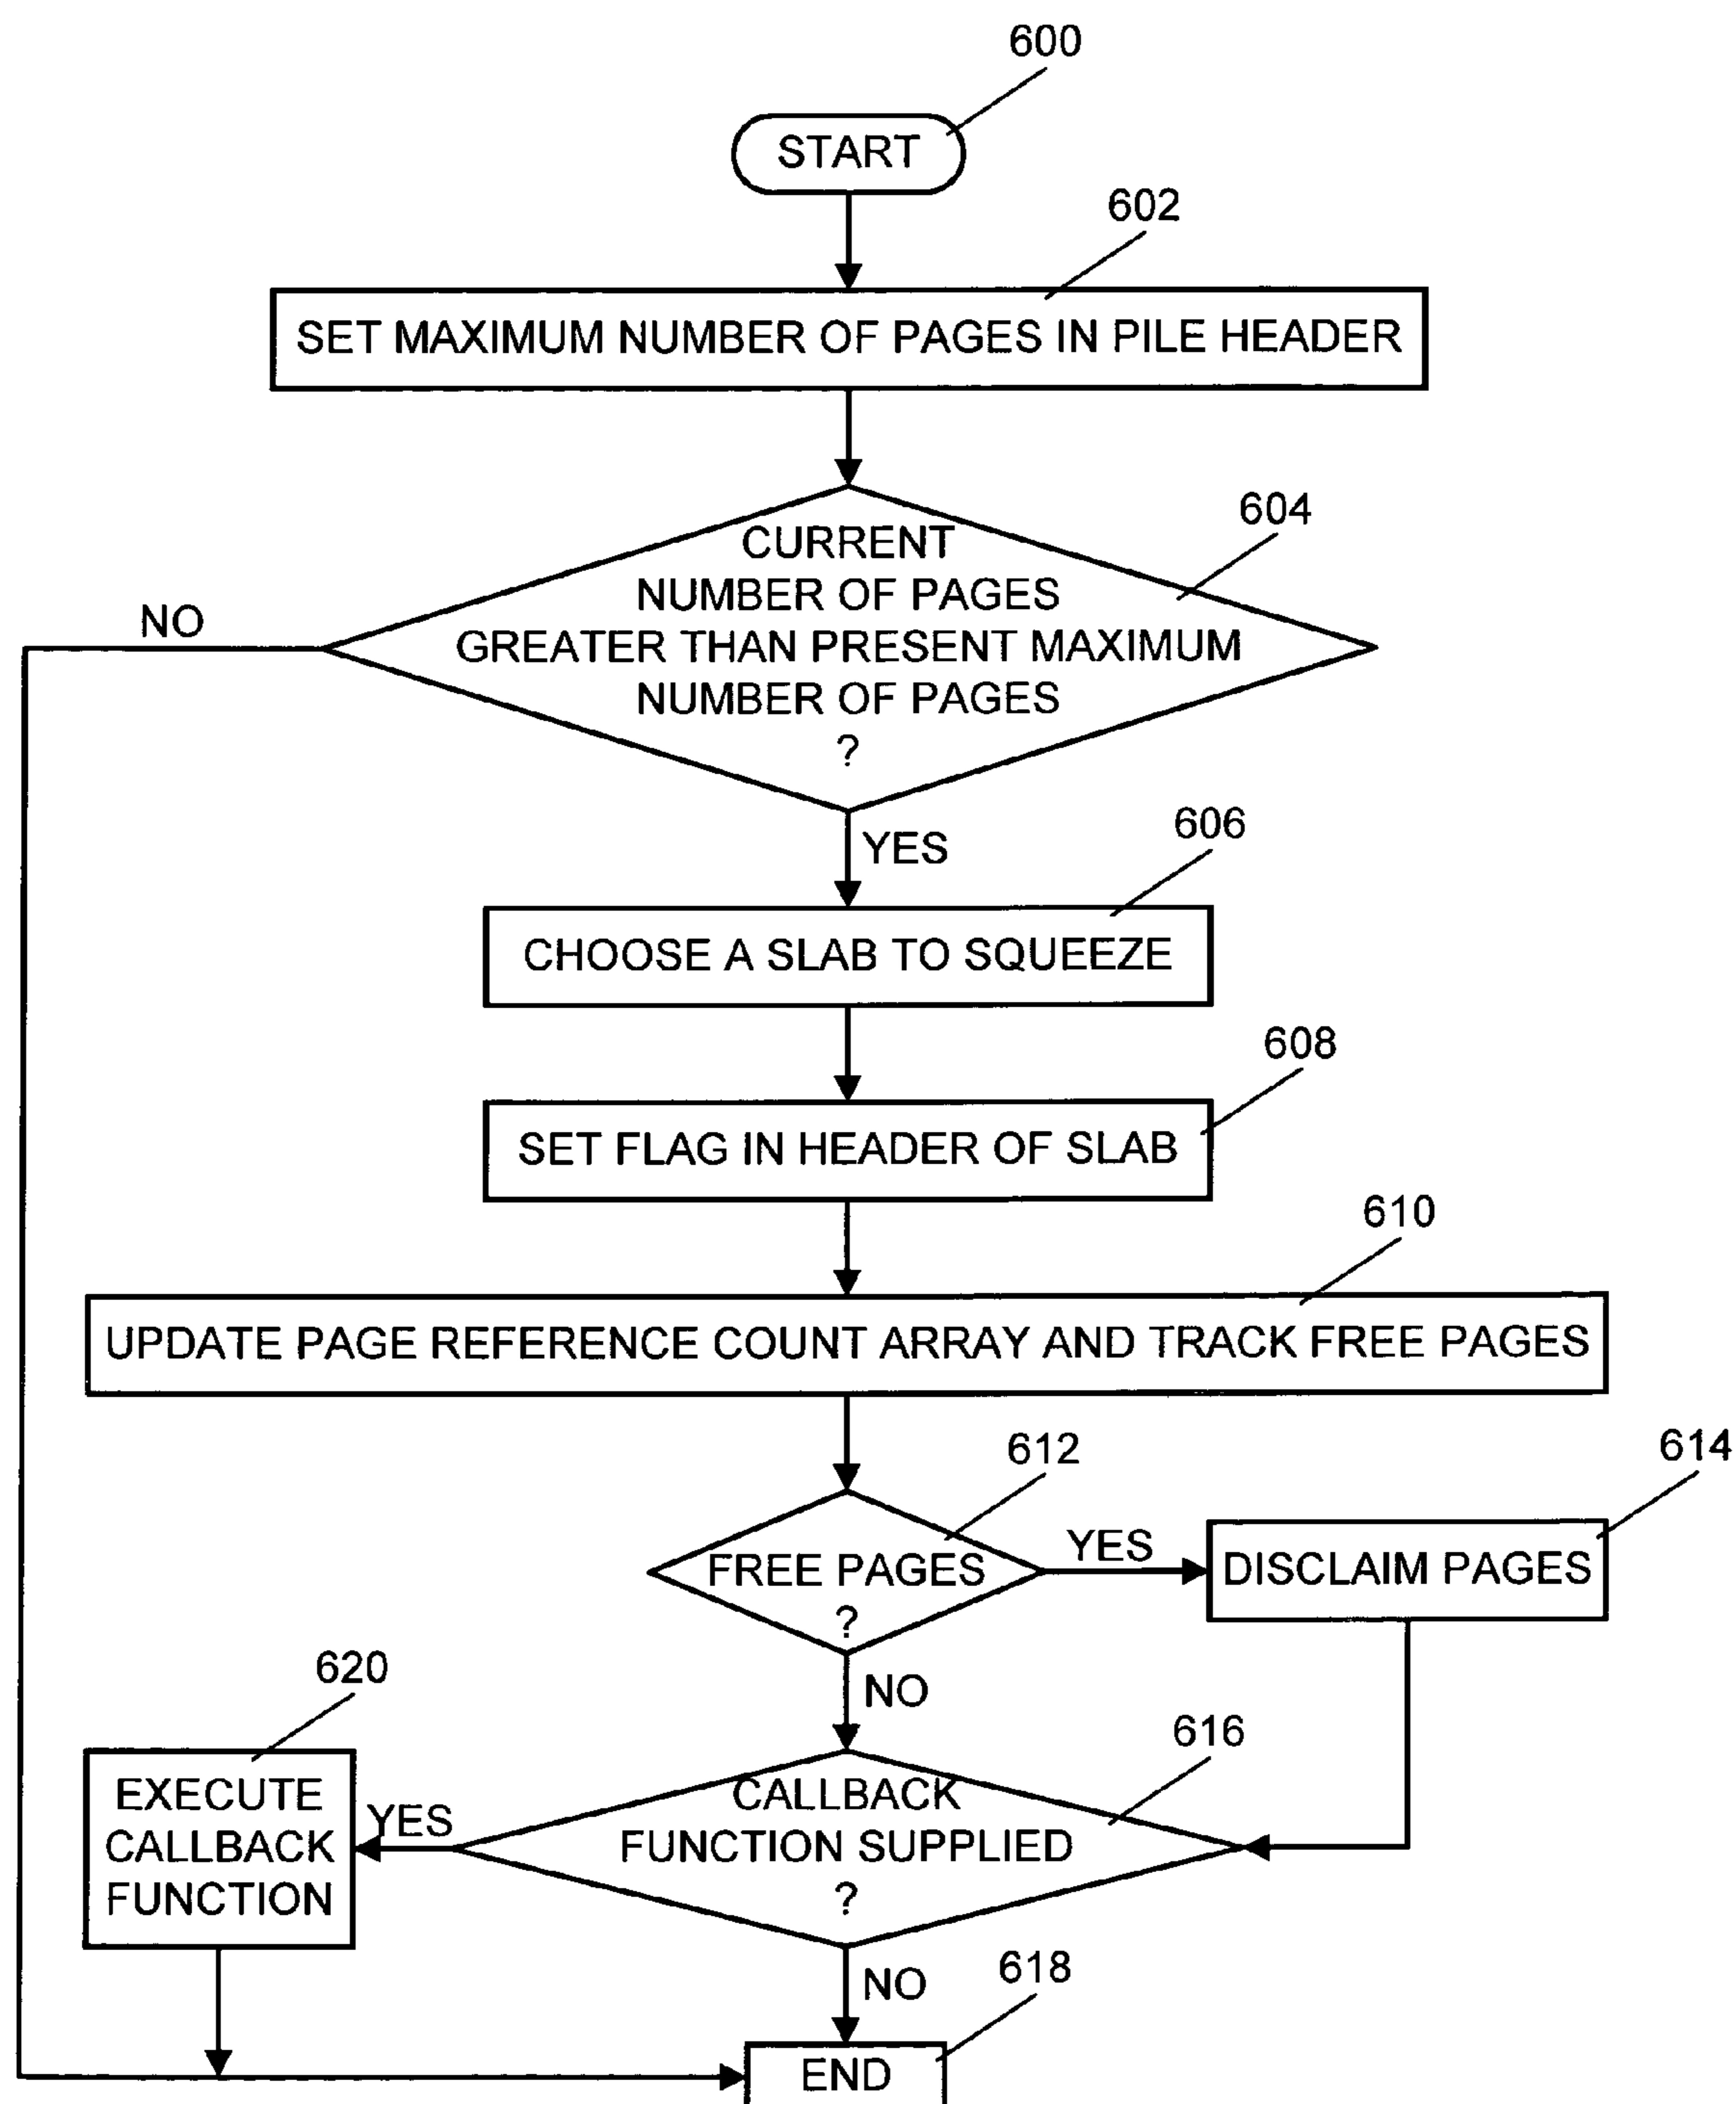 600
START
602
SET MAXIMUM NUMBER OF PAGES IN PILE HEADER
604
CURRENT
NUMBER OF PAGES
GREATER THAN PRESENT MAXIMUM
NUMBER OF PAGES
?
NO
YES
606
CHOOSE A SLAB TO SQUEEZE
608
SET FLAG IN HEADER OF SLAB
610
UPDATE PAGE REFERENCE COUNT ARRAY AND TRACK FREE PAGES
612
FREE PAGES
?
YES
614
DISCLAIM PAGES
NO
616
CALLBACK
FUNCTION SUPPLIED
?
YES
620
EXECUTE
CALLBACK
FUNCTION
NO
618
END